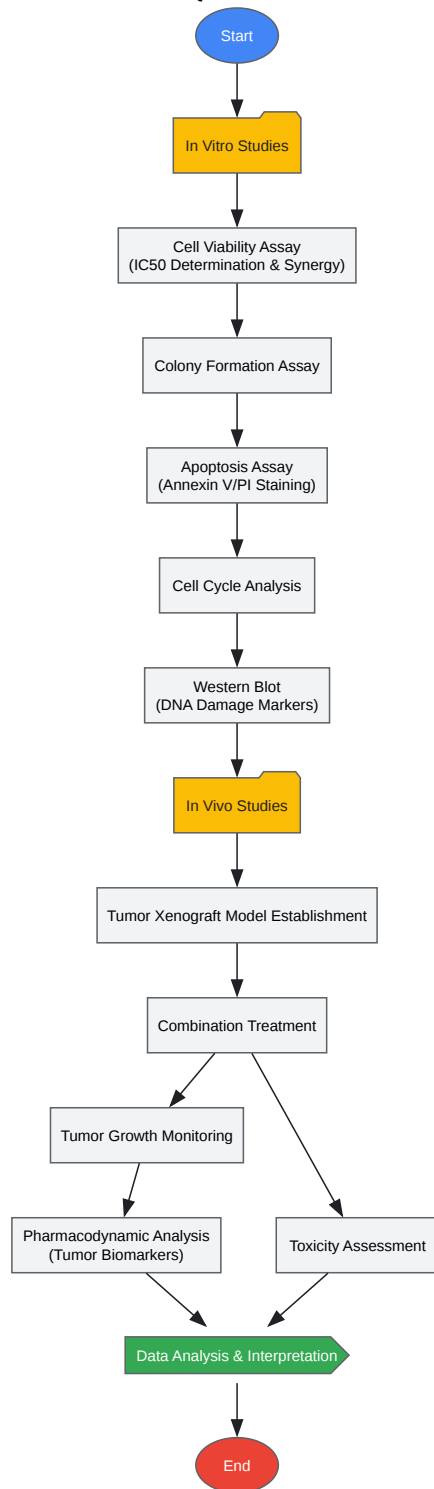 Start
In Vitro Studies
Cell Viability Assay
(IC50 Determination & Synergy)
Colony Formation Assay
Apoptosis Assay
(Annexin V/PI Staining)
Cell Cycle Analysis
Western Blot
(DNA Damage Markers)
In Vivo Studies
Tumor Xenograft Model Establishment
Combination Treatment
Tumor Growth Monitoring
Pharmacodynamic Analysis
(Tumor Biomarkers)
Toxicity Assessment
Data Analysis & Interpretation
End